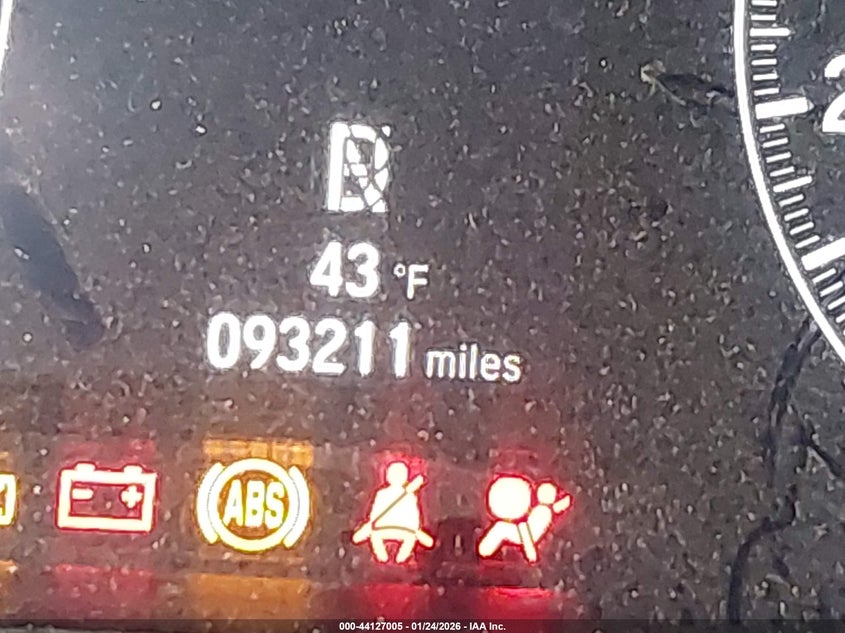 43 °F
093211 miles
ABS
000-44127005 - 01/24/2026 - IAA Inc.